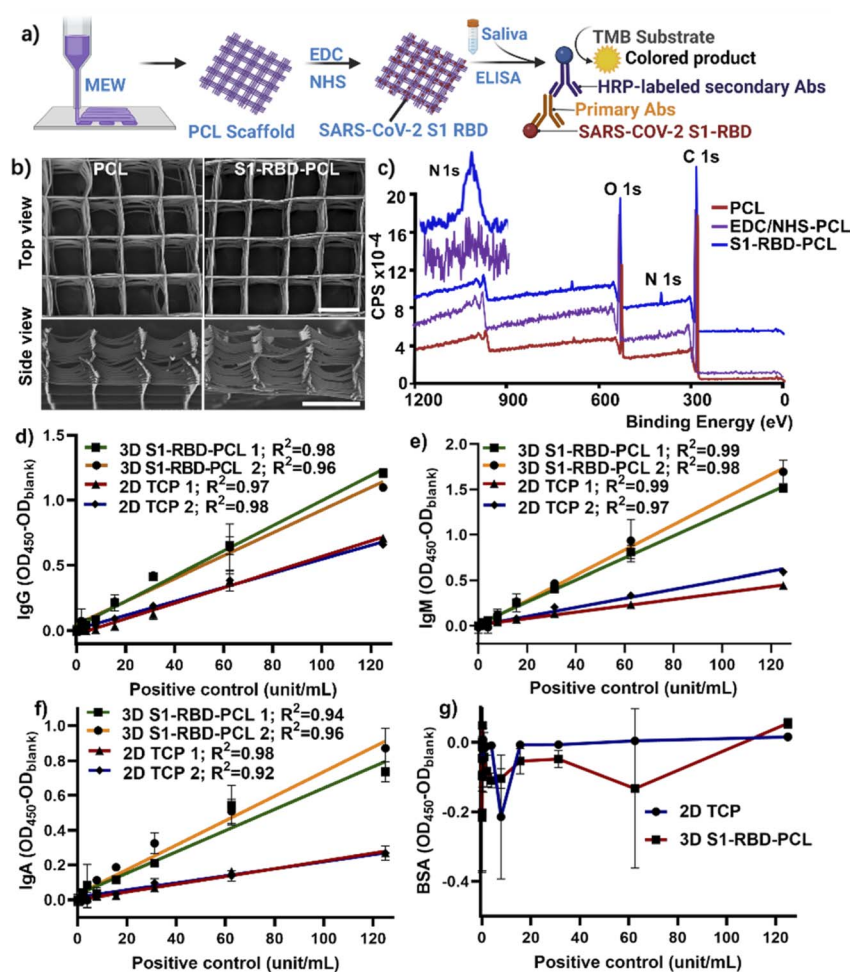 a)
MEW
PCL Scaffold
EDC
NHS
SARS-CoV-2 S1 RBD
Saliva
ELISA
TMB Substrate
Colored product
HRP-labeled secondary Abs
Primary Abs
SARS-COV-2 S1-RBD
b)
PCL
S1-RBD-PCL
Top view
Side view
c)
N 1s
O 1s
C 1s
N 1s
PCL
EDC/NHS-PCL
S1-RBD-PCL
CPS x10-4
20
16
12
8
4
0
1200
900
600
300
0
Binding Energy (eV)
d)
3D S1-RBD-PCL 1; R²=0.98
3D S1-RBD-PCL 2; R²=0.96
2D TCP 1; R²=0.97
2D TCP 2; R²=0.98
IgG (OD450-ODblank)
1.5
1.0
0.5
0.0
0 20 40 60 80 100 120
Positive control (unit/mL)
e)
3D S1-RBD-PCL 1; R²=0.99
3D S1-RBD-PCL 2; R²=0.98
2D TCP 1; R²=0.99
2D TCP 2; R²=0.97
IgM (OD450-ODblank)
2.0
1.5
1.0
0.5
0.0
0 20 40 60 80 100 120
Positive control (unit/mL)
f)
3D S1-RBD-PCL 1; R²=0.94
3D S1-RBD-PCL 2; R²=0.96
2D TCP 1; R²=0.98
2D TCP 2; R²=0.92
IgA (OD450-ODblank)
1.0
0.8
0.6
0.4
0.2
0.0
0 20 40 60 80 100 120
Positive control (unit/mL)
g)
BSA (OD450-ODblank)
0.0
-0.2
-0.4
2D TCP
3D S1-RBD-PCL
0 20 40 60 80 100 120
Positive control (unit/mL)